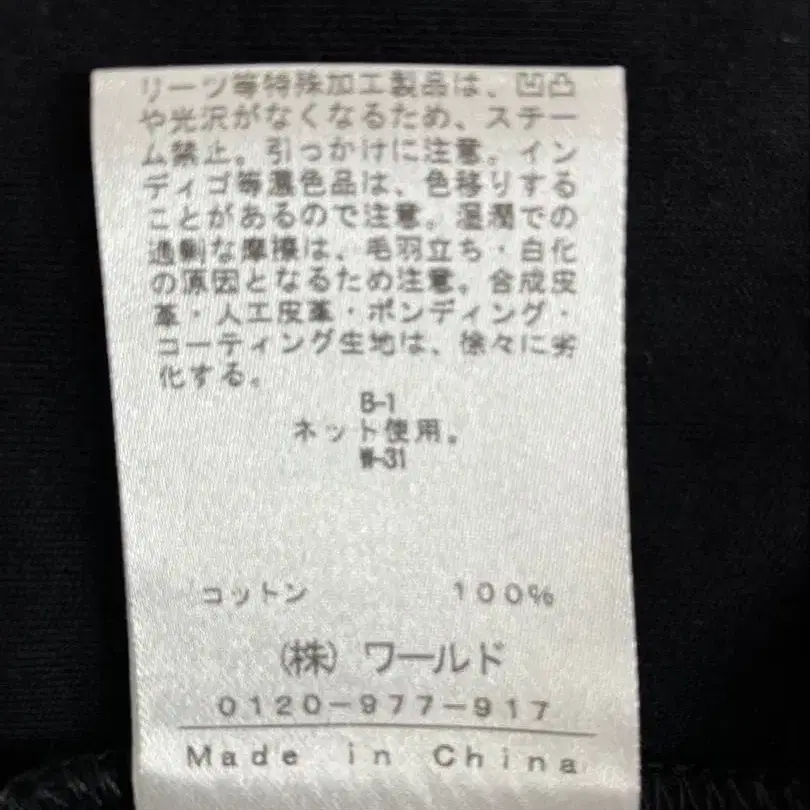 リーツ等特殊加工製品は、凹凸
や光沢がなくなるため、スチー
ム禁止。引っかけに注意。イン
ディゴ等濃色品は、色移りする
ことがあるので注意。湿潤での
過剰な摩擦は、毛羽立ち・白化
の原因となるため注意。合成皮
革・人工皮革・ボンディング・
コーティング生地は、徐々に劣
化する。
B-1
ネット使用。
W-31
コットン 100%
(株)ワールド
0120-977-917
Made in China